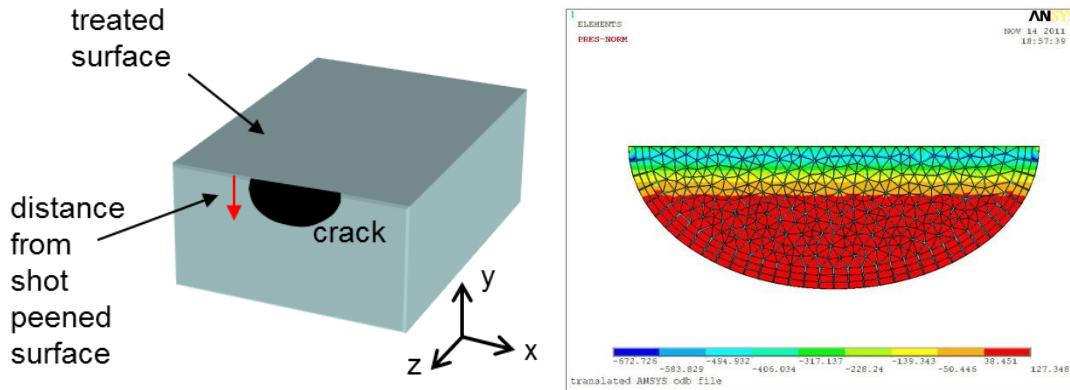 treated
surface
distance
from
shot
peened
surface
crack
y
x
z
1
ELEMENTS
PRES-NORM
ANSYS
NOV 14 2011
18:57:39
-672.726 -494.932 -317.137 -139.343 38.451
-583.829 -406.034 -228.24 -50.446 127.348
translated ANSYS odb file